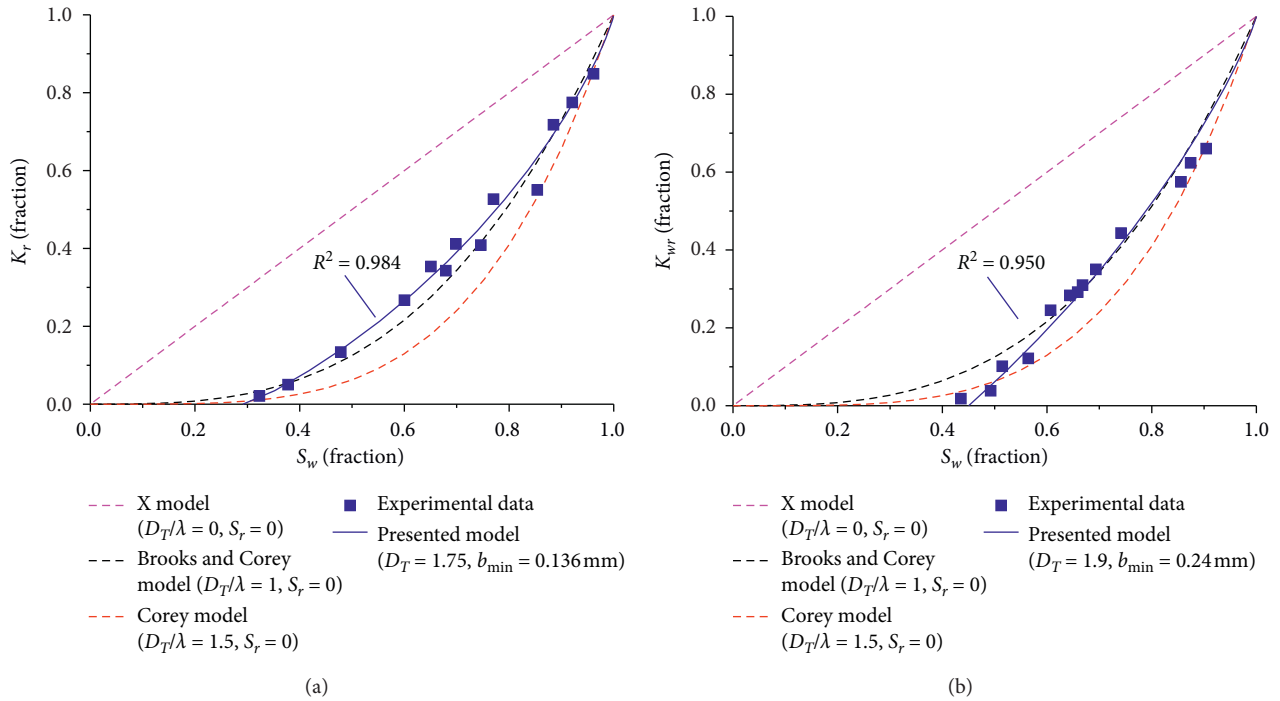 1.0
0.8
0.6
0.4
0.2
0.0
K_r (fraction)
R² = 0.984
0.0 0.2 0.4 0.6 0.8 1.0
S_w (fraction)
X model
(D_T/λ = 0, S_r = 0)
Brooks and Corey
model (D_T/λ = 1, S_r = 0)
Corey model
(D_T/λ = 1.5, S_r = 0)
Experimental data
Presented model
(D_T = 1.75, b_min = 0.136 mm)
(a)
1.0
0.8
0.6
0.4
0.2
0.0
K_wr (fraction)
R² = 0.950
0.0 0.2 0.4 0.6 0.8 1.0
S_w (fraction)
X model
(D_T/λ = 0, S_r = 0)
Brooks and Corey
model (D_T/λ = 1, S_r = 0)
Corey model
(D_T/λ = 1.5, S_r = 0)
Experimental data
Presented model
(D_T = 1.9, b_min = 0.24 mm)
(b)